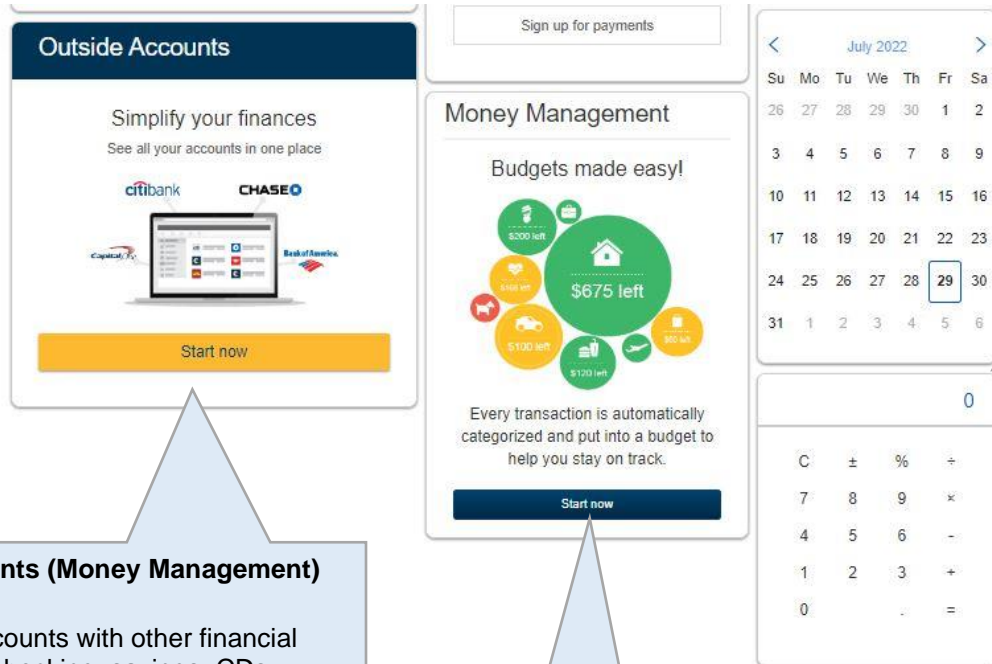 Outside Accounts
Simplify your finances
See all your accounts in one place
citibank
CHASE
Capital One
Bank of America
Start now
nts (Money Management)
counts with other financial
Sign up for payments
Money Management
Budgets made easy!
$200 left
$675 left
$100 left
$120 left
Every transaction is automatically
categorized and put into a budget to
help you stay on track.
Start now
July 2022
Su Mo Tu We Th Fr Sa
26 27 28 29 30 1 2
3 4 5 6 7 8 9
10 11 12 13 14 15 16
17 18 19 20 21 22 23
24 25 26 27 28 29 30
31 1 2 3 4 5 6
0
C ± % ÷
7 8 9 ×
4 5 6 -
1 2 3 +
0 . =